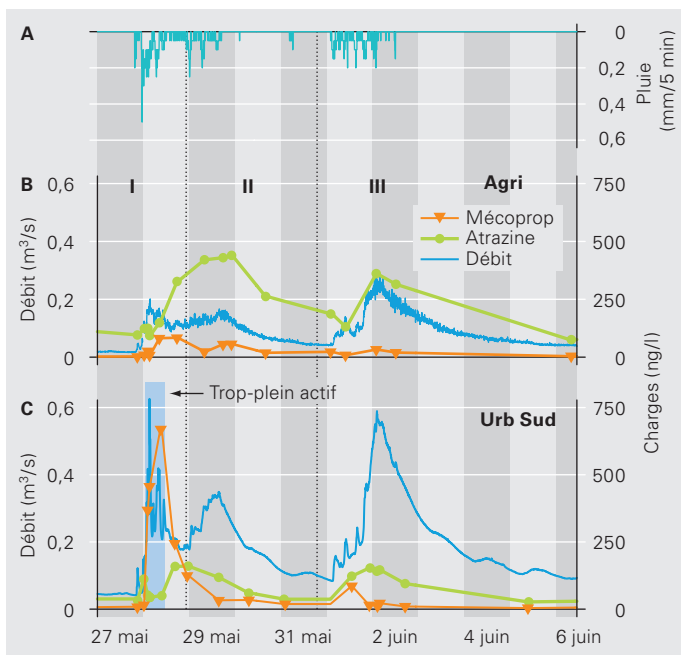 A
0
0,2
0,4
0,6
Pluie
(mm/5 min)
B
I
II
III
Agri
0,6
0,4
0,2
0
Débit (m³/s)
Mécoprop
Atrazine
Débit
750
500
250
0
Charges (ng/l)
C
Trop-plein actif
Urb Sud
0,6
0,4
0,2
0
Débit (m³/s)
750
500
250
0
27 mai
29 mai
31 mai
2 juin
4 juin
6 juin